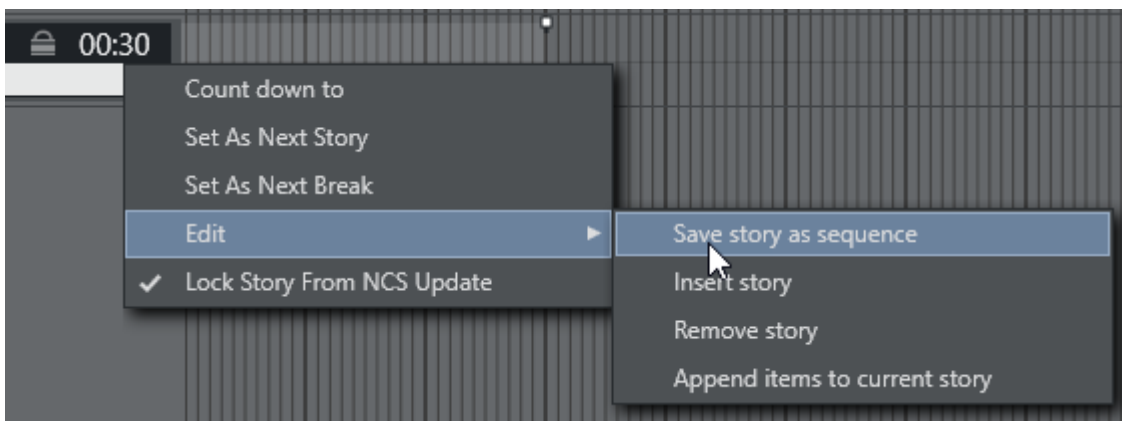 00:30
Count down to
Set As Next Story
Set As Next Break
Edit
Save story as sequence
Lock Story From NCS Update
Insert story
Remove story
Append items to current story